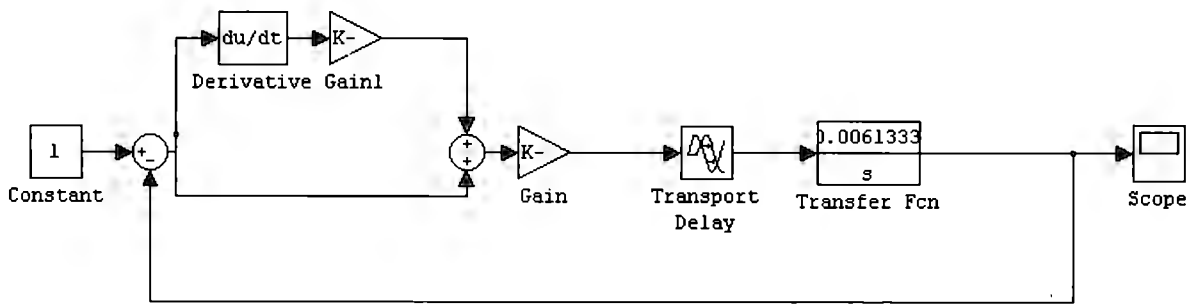 du/dt
K-
Derivative Gain1
1
+
-
+
+
K-
0.0061333
s
Constant
Gain
Transport
Delay
Transfer Fcn
Scope